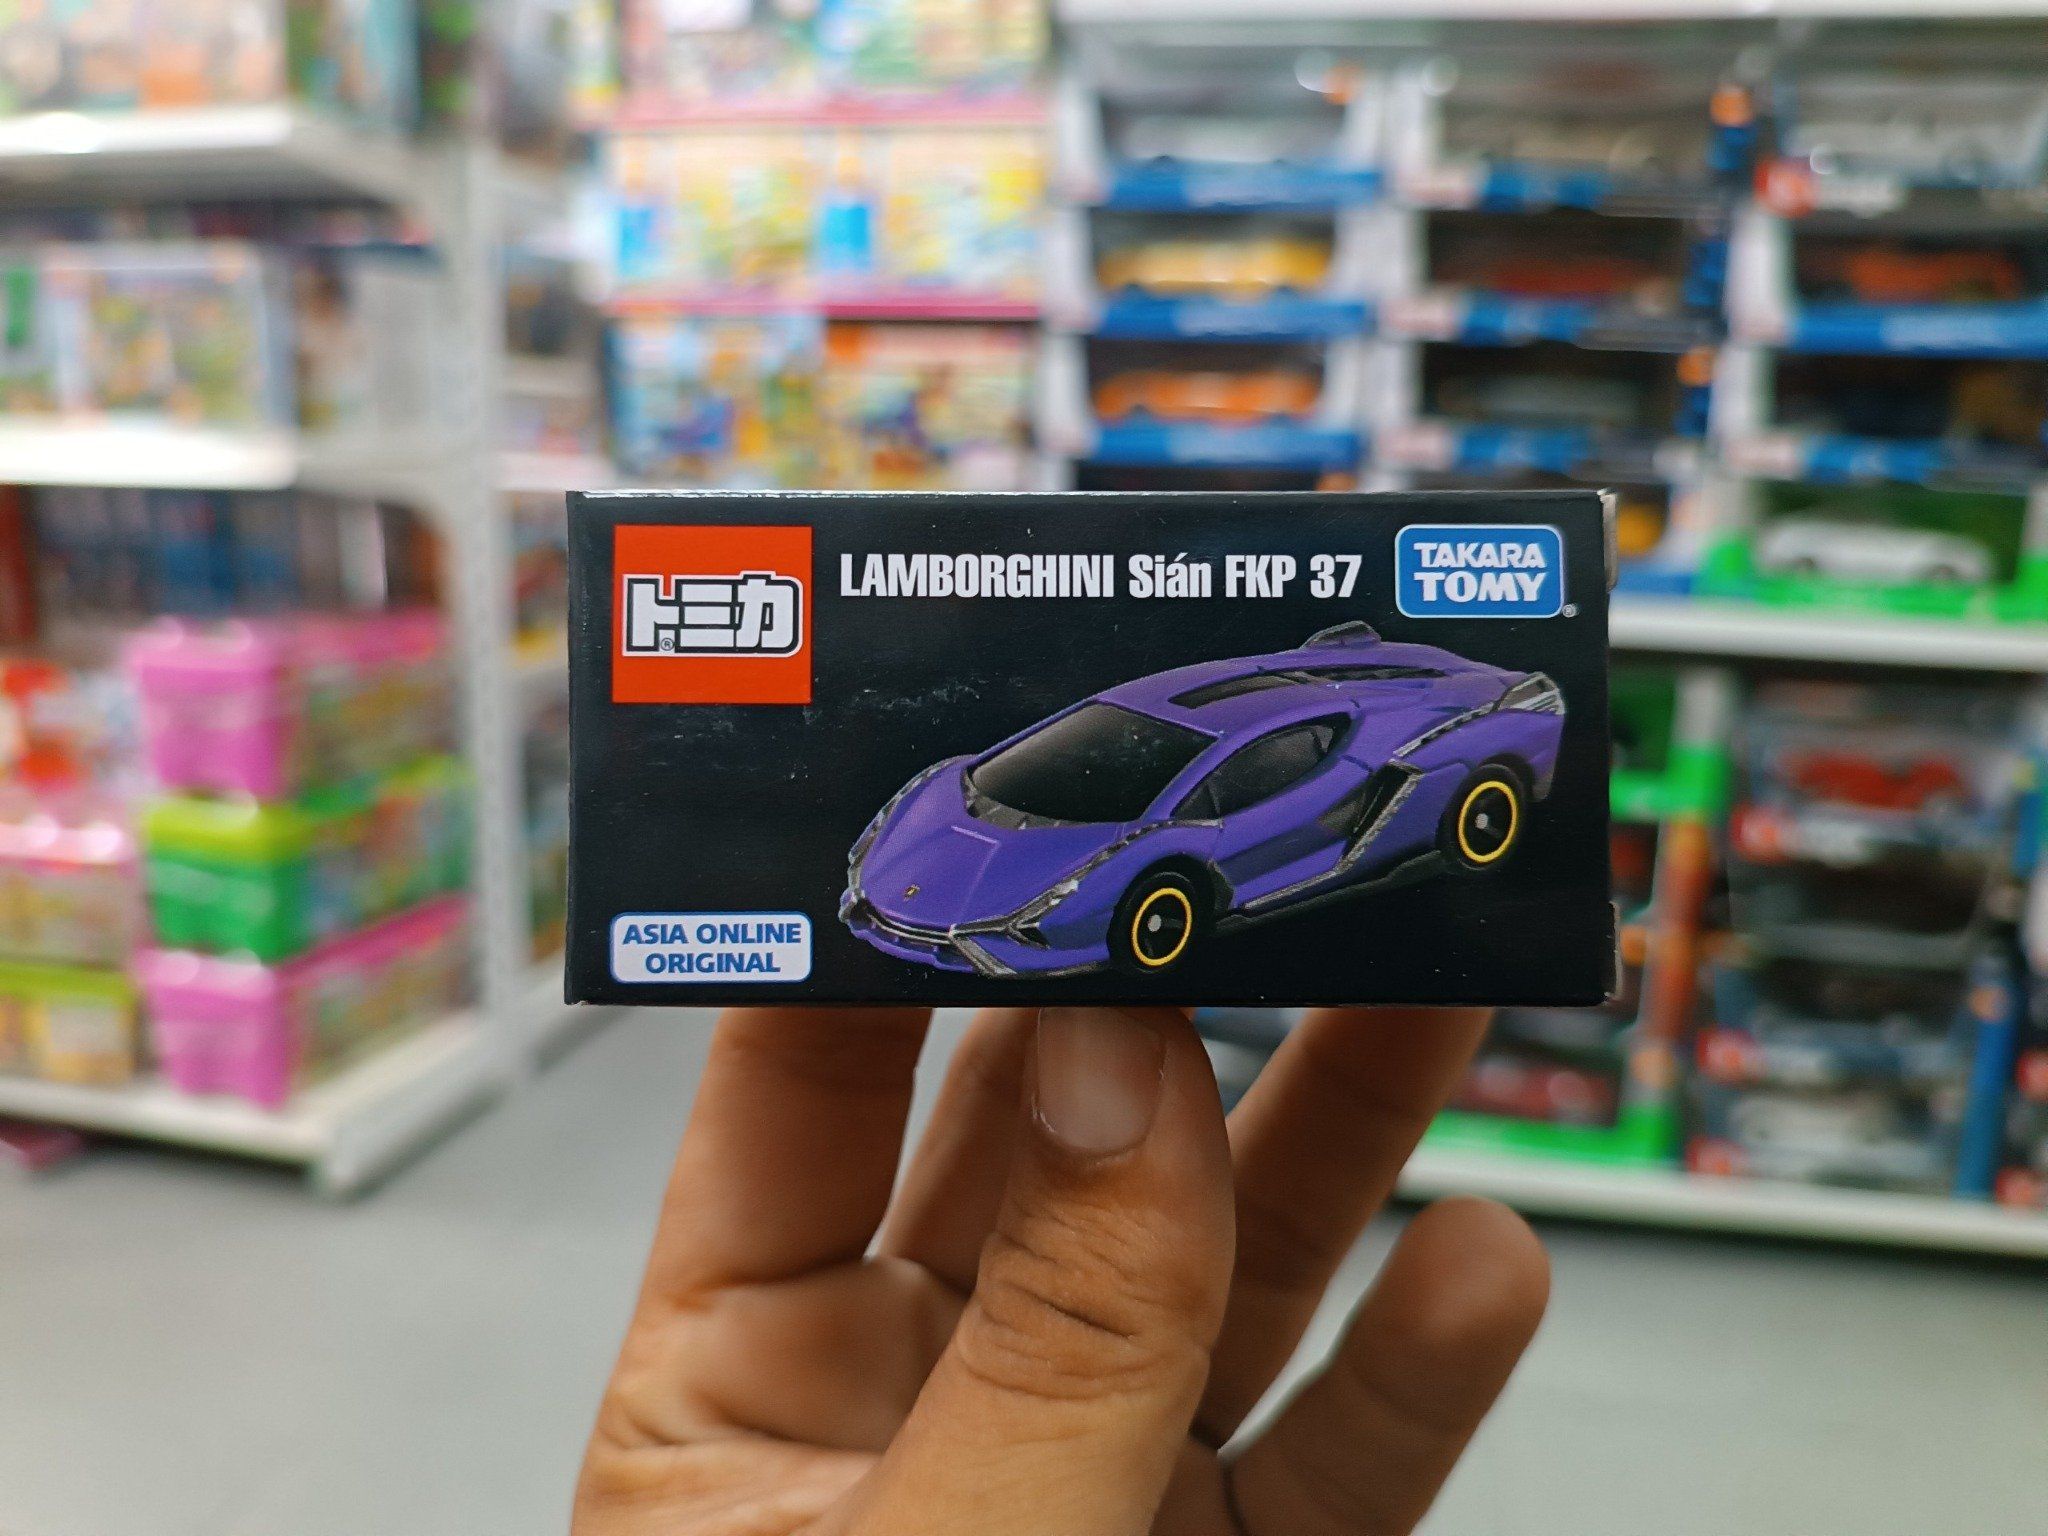 トミカ®
LAMBORGHINI Sián FKP 37
TAKARA
TOMY®
ASIA ONLINE
ORIGINAL